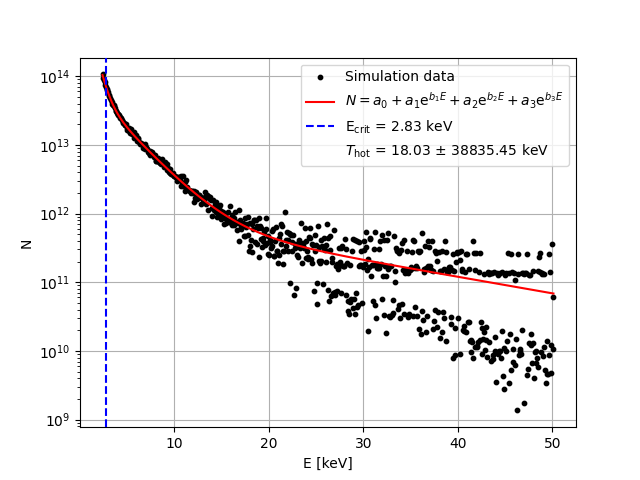 Simulation data
N = a₀ + a₁e^{b₁E} + a₂e^{b₂E} + a₃e^{b₃E}
E_crit = 2.83 keV
T_hot = 18.03 ± 38835.45 keV
10¹⁴
10¹³
10¹²
10¹¹
10¹⁰
10⁹
N
10 20 30 40 50
E [keV]